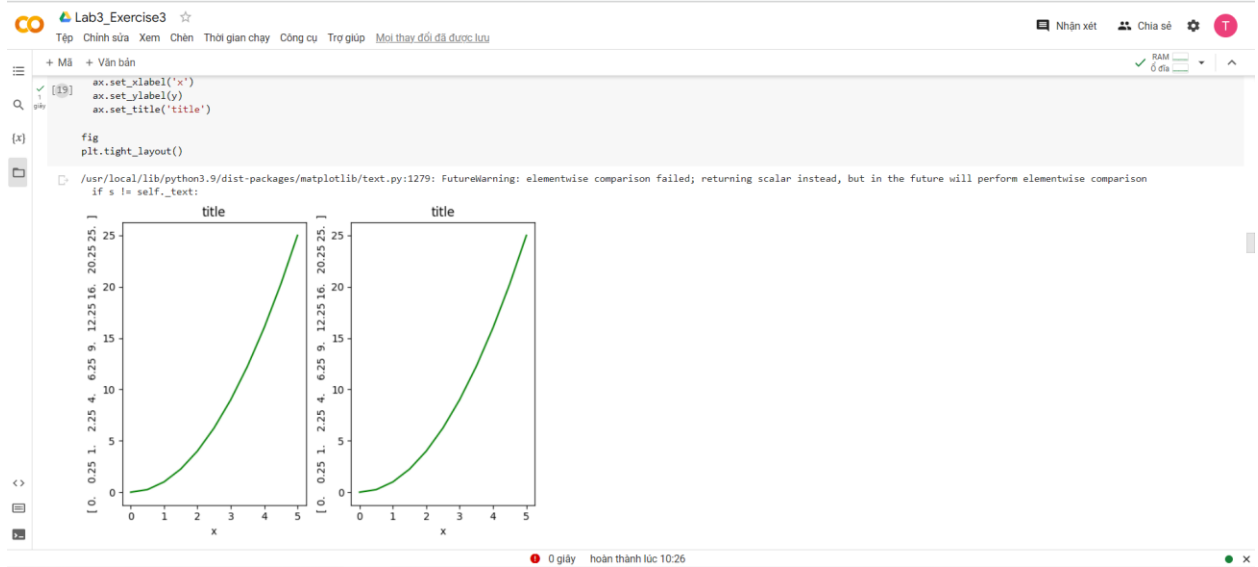 CO Lab3_Exercise3
Nhận xét Chia sẻ T
Tệp Chỉnh sửa Xem Chèn Thời gian chạy Công cụ Trợ giúp Mọi thay đổi đã được lưu
+ Mã + Văn bản
RAM
Ổ đĩa
[19]
1
giây
{x}
ax.set_xlabel('x')
ax.set_ylabel(y)
ax.set_title('title')
fig
plt.tight_layout()
/usr/local/lib/python3.9/dist-packages/matplotlib/text.py:1279: FutureWarning: elementwise comparison failed; returning scalar instead, but in the future will perform elementwise comparison
if s != self._text:
title
[ 0. 0.25 1. 2.25 4. 6.25 9. 12.25 16. 20.25 25. ]
25
20
15
10
5
0
0 1 2 3 4 5
x
title
[ 0. 0.25 1. 2.25 4. 6.25 9. 12.25 16. 20.25 25. ]
25
20
15
10
5
0
0 1 2 3 4 5
x
0 giây hoàn thành lúc 10:26